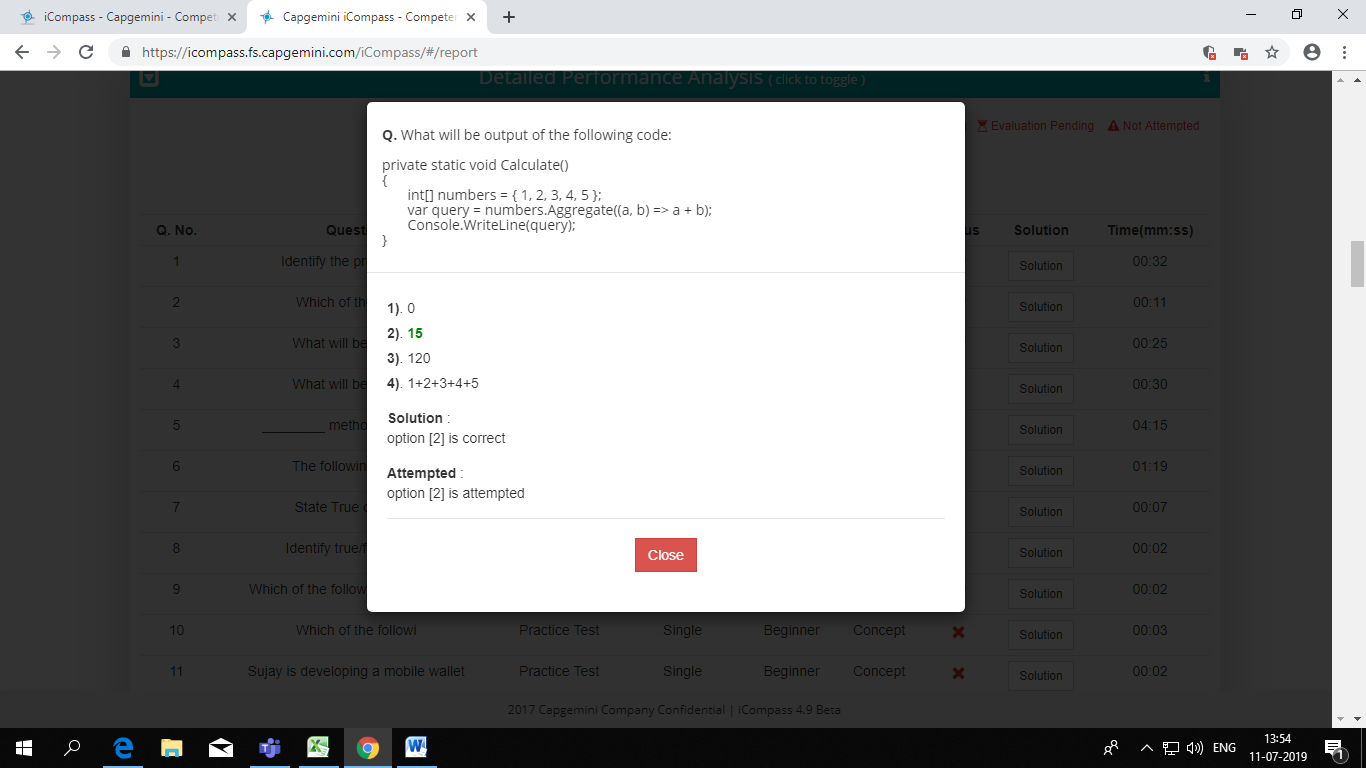 iCompass - Capgemini - Compet
Capgemini iCompass - Competen
https://icompass.fs.capgemini.com/iCompass/#/report
Detailed Performance Analysis ( click to toggle )
Evaluation Pending Not Attempted
Q. What will be output of the following code:
private static void Calculate()
{
int[] numbers = { 1, 2, 3, 4, 5 };
var query = numbers.Aggregate((a, b) => a + b);
Console.WriteLine(query);
}
1). 0
2). 15
3). 120
4). 1+2+3+4+5
Solution :
option [2] is correct
Attempted :
option [2] is attempted
Close
Q. No. Quest us Solution Time(mm:ss)
1 Identify the pr Solution 00:32
2 Which of th Solution 00:11
3 What will be Solution 00:25
4 What will be Solution 00:30
5 ________ metho Solution 04:15
6 The followin Solution 01:19
7 State True Solution 00:07
8 Identify true/f Solution 00:02
9 Which of the follow Solution 00:02
10 Which of the followi Practice Test Single Beginner Concept Solution 00:03
11 Sujay is developing a mobile wallet Practice Test Single Beginner Concept Solution 00:02
2017 Capgemini Company Confidential | iCompass 4.9 Beta
ENG
13:54
11-07-2019
1